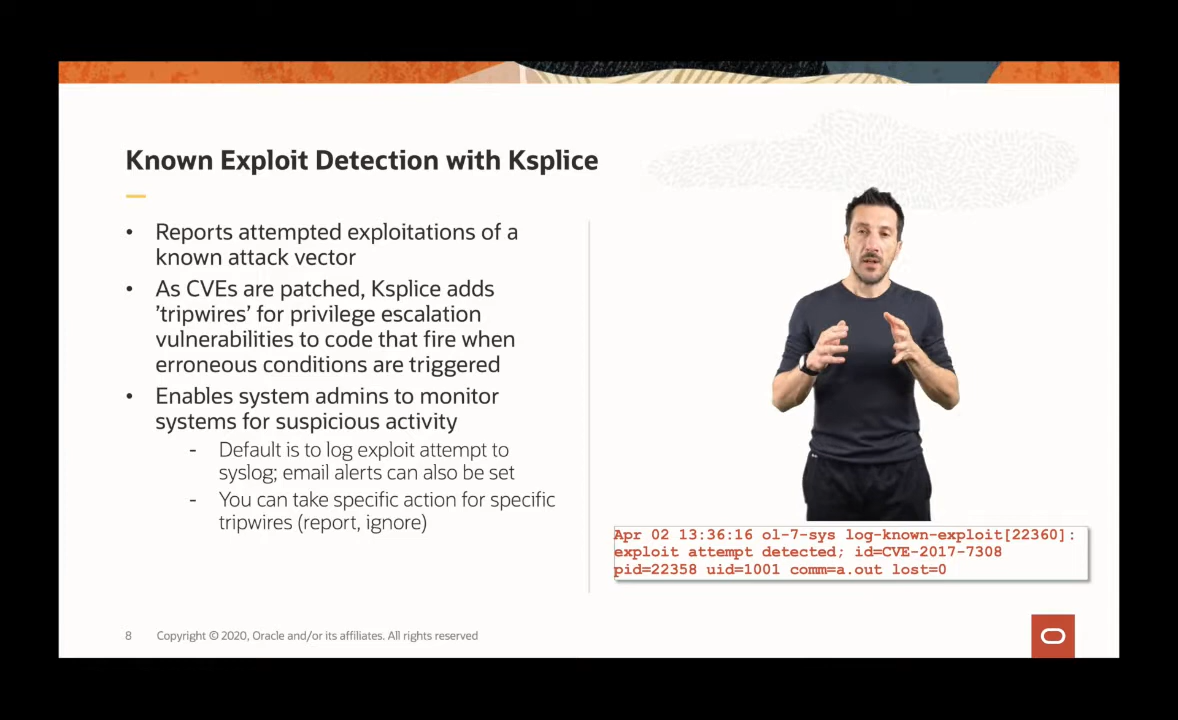 Known Exploit Detection with Ksplice
• Reports attempted exploitations of a
known attack vector
• As CVEs are patched, Ksplice adds
'tripwires' for privilege escalation
vulnerabilities to code that fire when
erroneous conditions are triggered
• Enables system admins to monitor
systems for suspicious activity
- Default is to log exploit attempt to
syslog; email alerts can also be set
- You can take specific action for specific
tripwires (report, ignore)
Apr 02 13:36:16 ol-7-sys log-known-exploit[22360]:
exploit attempt detected; id=CVE-2017-7308
pid=22358 uid=1001 comm=a.out lost=0
8 Copyright © 2020, Oracle and/or its affiliates. All rights reserved